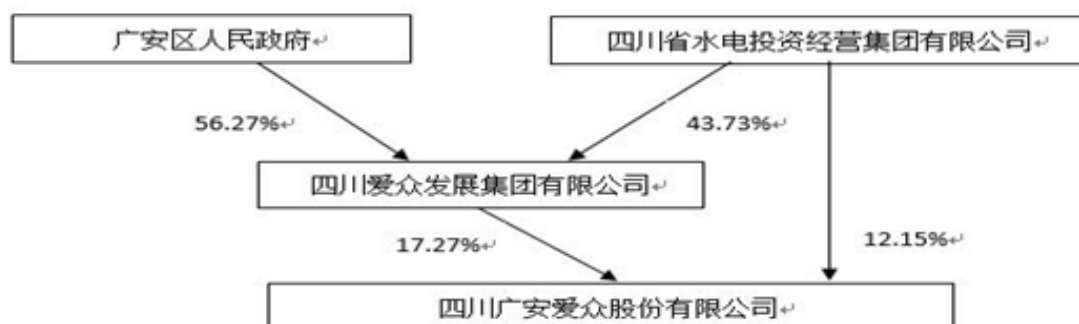 广安区人民政府
四川省水电投资经营集团有限公司
56.27%
43.73%
四川爱众发展集团有限公司
17.27%
12.15%
四川广安爱众股份有限公司